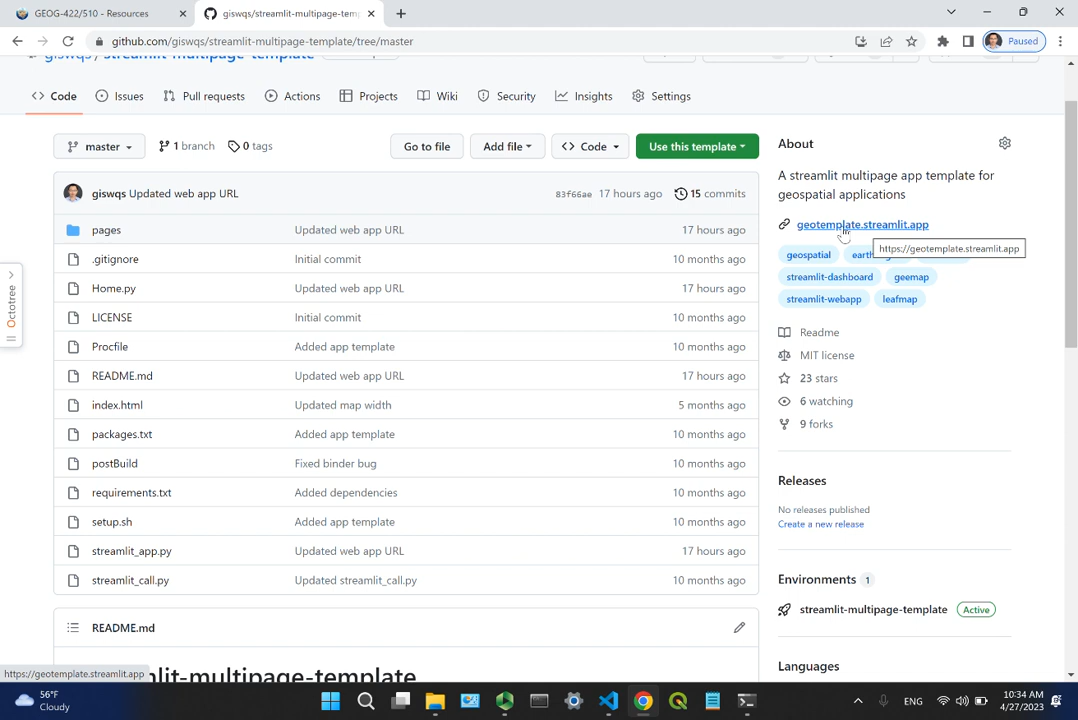 GEOG-422/510 - Resources
giswqs/streamlit-multipage-tem
github.com/giswqs/streamlit-multipage-template/tree/master
Paused
giswqs / streamlit-multipage-template
Code
Issues
Pull requests
Actions
Projects
Wiki
Security
Insights
Settings
master
1 branch
0 tags
Go to file
Add file
Code
Use this template
giswqs Updated web app URL
83f66ae 17 hours ago
15 commits
pages Updated web app URL 17 hours ago
.gitignore Initial commit 10 months ago
Home.py Updated web app URL 17 hours ago
LICENSE Initial commit 10 months ago
Procfile Added app template 10 months ago
README.md Updated web app URL 17 hours ago
index.html Updated map width 5 months ago
packages.txt Added app template 10 months ago
postBuild Fixed binder bug 10 months ago
requirements.txt Added dependencies 10 months ago
setup.sh Added app template 10 months ago
streamlit_app.py Updated web app URL 17 hours ago
streamlit_call.py Updated streamlit_call.py 10 months ago
README.md
About
A streamlit multipage app template for
geospatial applications
geotemplate.streamlit.app
https://geotemplate.streamlit.app
geospatial
streamlit-dashboard geemap
streamlit-webapp leafmap
Readme
MIT license
23 stars
6 watching
9 forks
Releases
No releases published
Create a new release
Environments 1
streamlit-multipage-template Active
Languages
Octotree
https://geotemplate.streamlit.app
56°F
Cloudy
ENG
10:34 AM
4/27/2023